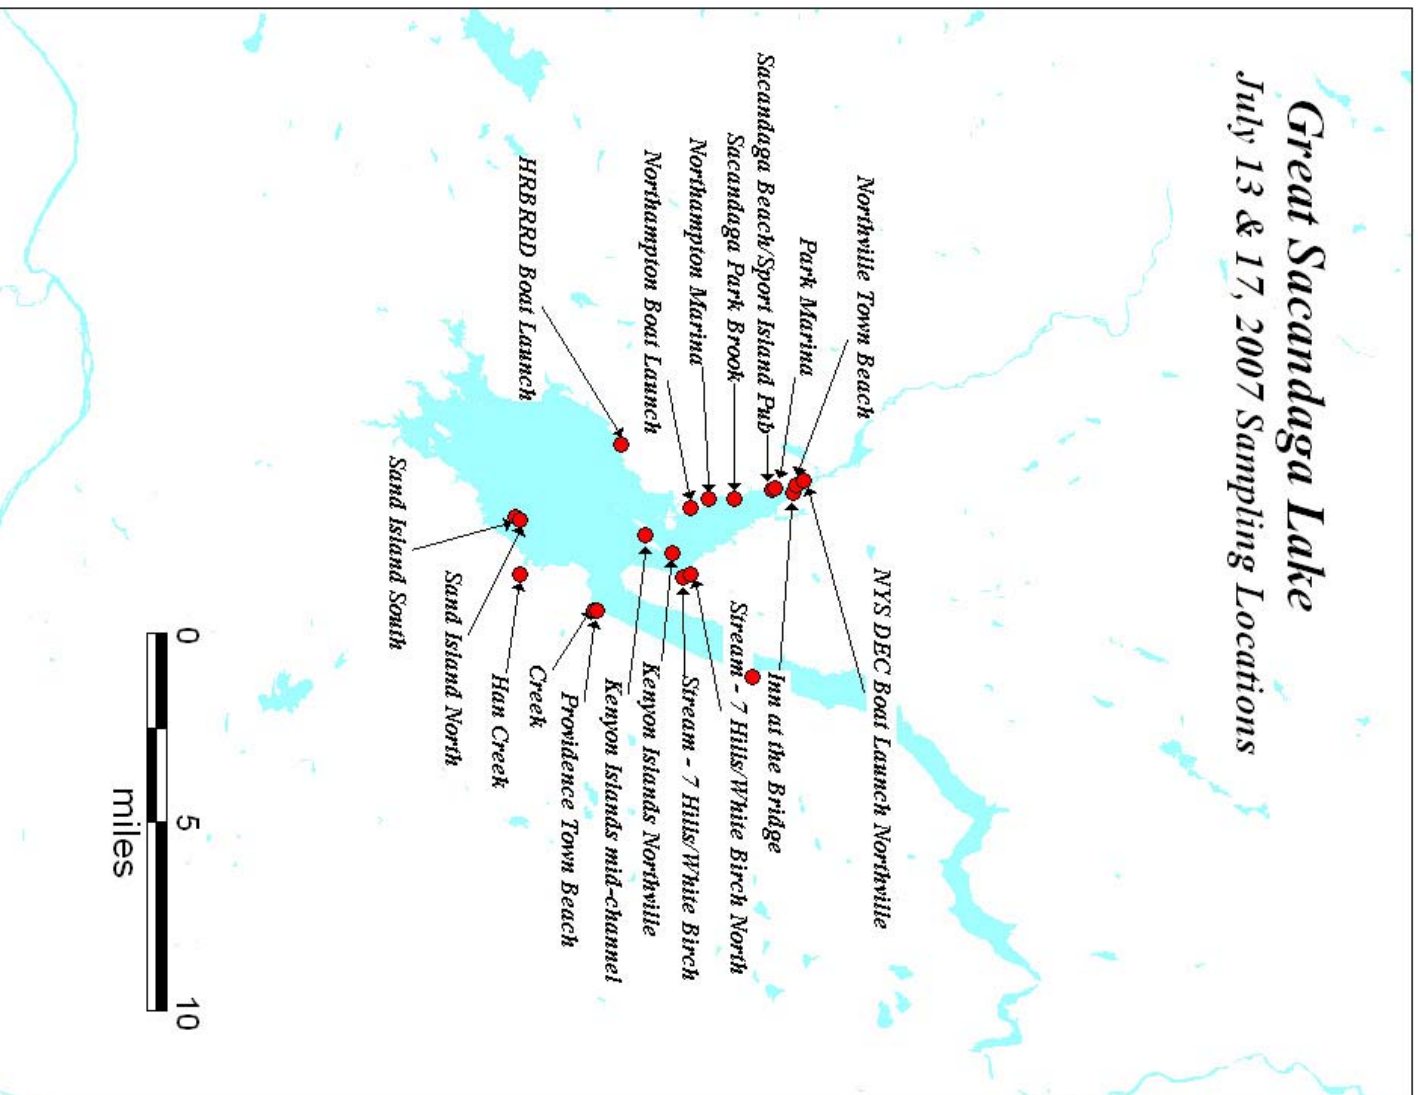 Great Sacandaga Lake
July 13 & 17, 2007 Sampling Locations
Northville Town Beach
Park Marina
Sacandaga Beach/Sport Island Pub
Sacandaga Park Brook
Northampton Marina
Northampton Boat Launch
HRBRRD Boat Launch
NYS DEC Boat Launch Northville
Inn at the Bridge
Stream - 7 Hills/White Birch North
Stream - 7 Hills/White Birch
Kenyon Islands Northville
Kenyon Islands mid-channel
Providence Town Beach
Creek
Han Creek
Sand Island North
Sand Island South
0 5 10
miles